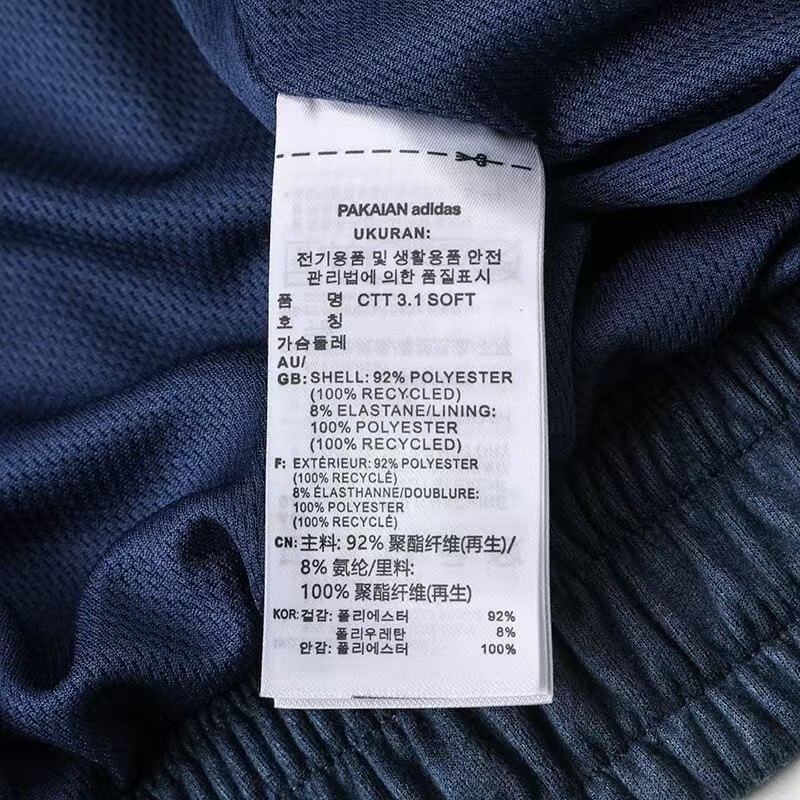 PAKAIAN adidas
UKURAN:
전기용품 및 생활용품 안전
관리법에 의한 품질표시
품 명 CTT 3.1 SOFT
호 칭
가슴둘레
AU/
GB: SHELL: 92% POLYESTER
(100% RECYCLED)
8% ELASTANE/LINING:
100% POLYESTER
(100% RECYCLED)
F: EXTÉRIEUR: 92% POLYESTER
(100% RECYCLÉ)
8% ÉLASTHANNE/DOUBLURE:
100% POLYESTER
(100% RECYCLÉ)
CN: 主料: 92% 聚酯纤维(再生)/
8% 氨纶/里料:
100% 聚酯纤维(再生)
KOR: 겉감: 폴리에스터 92%
폴리우레탄 8%
안감: 폴리에스터 100%